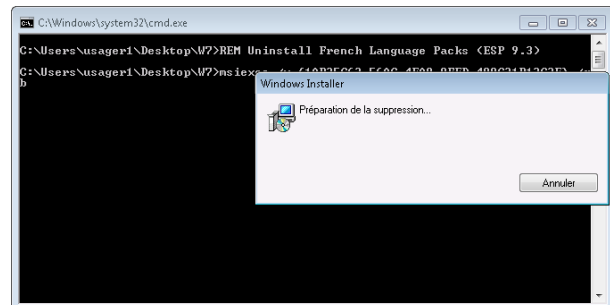 C:\Windows\system32\cmd.exe
C:\Users\usager1\Desktop\W7>REM Uninstall French Language Packs (ESP 9.3)
C:\Users\usager1\Desktop\W7>msiexec
b
Windows Installer
Préparation de la suppression...
Annuler